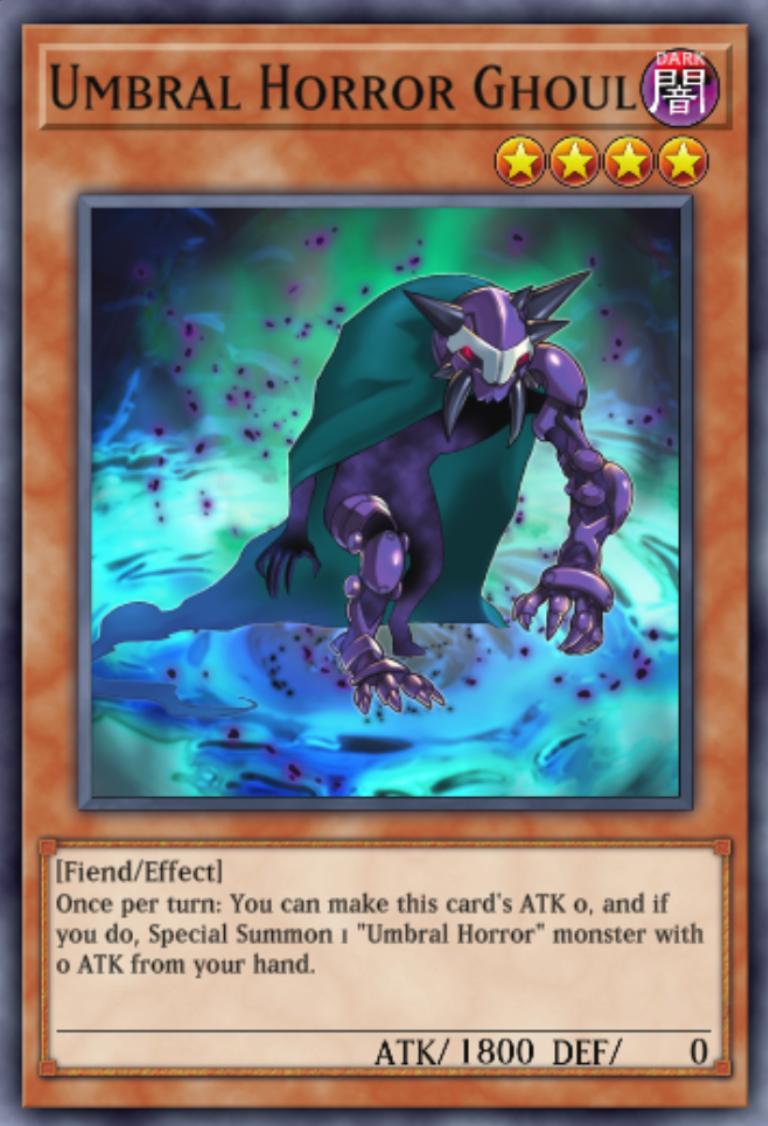 UMBRAL HORROR GHOUL
DARK
闇
[Fiend/Effect]
Once per turn: You can make this card's ATK 0, and if
you do, Special Summon 1 "Umbral Horror" monster with
0 ATK from your hand.
ATK/ 1800 DEF/ 0